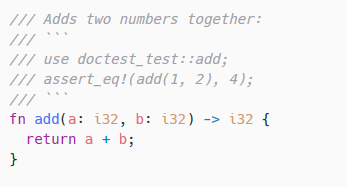 /// Adds two numbers together:
/// ```
/// use doctest_test::add;
/// assert_eq!(add(1, 2), 4);
/// ```
fn add(a: i32, b: i32) -> i32 {
  return a + b;
}